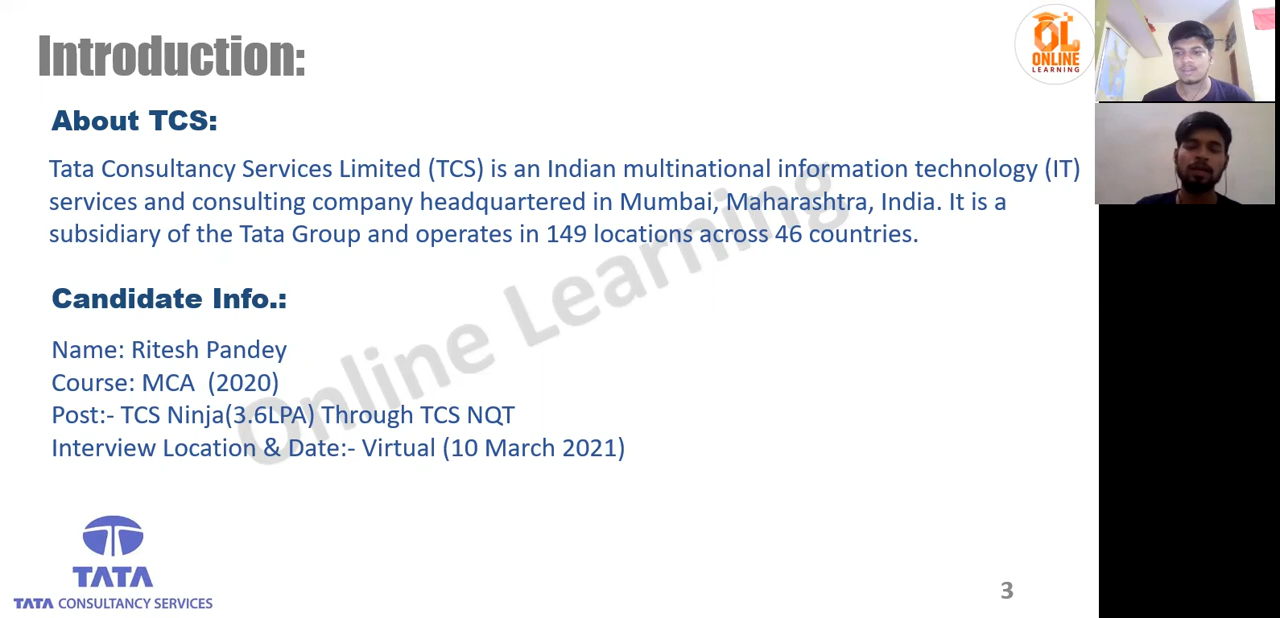 Introduction:
OL
ONLINE
LEARNING
About TCS:
Tata Consultancy Services Limited (TCS) is an Indian multinational information technology (IT)
services and consulting company headquartered in Mumbai, Maharashtra, India. It is a
subsidiary of the Tata Group and operates in 149 locations across 46 countries.
Online Learning
Candidate Info.:
Name: Ritesh Pandey
Course: MCA (2020)
Post:- TCS Ninja(3.6LPA) Through TCS NQT
Interview Location & Date:- Virtual (10 March 2021)
TATA
TATA CONSULTANCY SERVICES
3